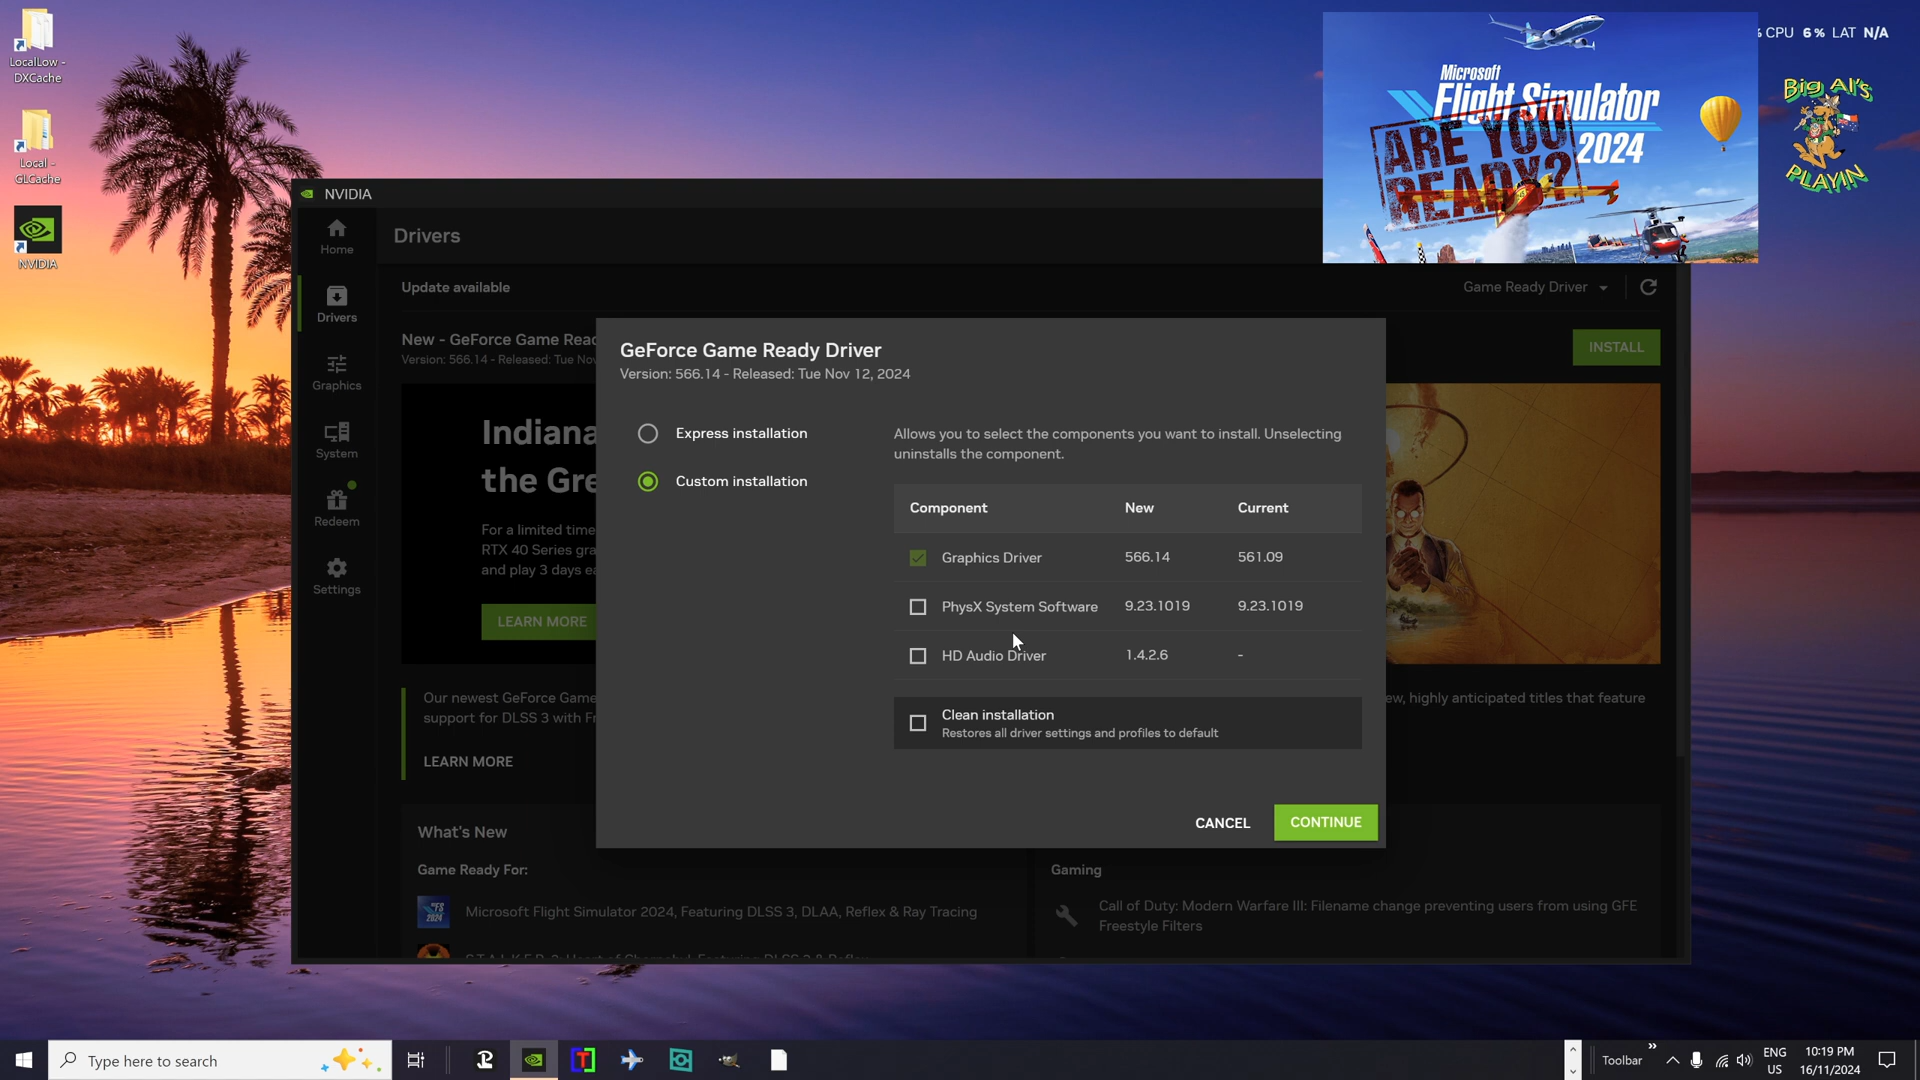 LocalLow -
DXCache
Local -
GLCache
NVIDIA
Microsoft
Flight Simulator
2024
ARE YOU
READY?
CPU 6% LAT N/A
Big Al's
PLAYIN
NVIDIA
Home
Drivers
Graphics
System
Redeem
Settings
Drivers
Update available
Game Ready Driver
New - GeForce Game Read
Version: 566.14 - Released: Tue Nov
INSTALL
Indiana
the Gre
For a limited time
RTX 40 Series gra
and play 3 days ea
LEARN MORE
Our newest GeForce Game
ew, highly anticipated titles that feature
support for DLSS 3 with Fr
LEARN MORE
GeForce Game Ready Driver
Version: 566.14 - Released: Tue Nov 12, 2024
Express installation
Custom installation
Allows you to select the components you want to install. Unselecting
uninstalls the component.
Component New Current
Graphics Driver 566.14 561.09
PhysX System Software 9.23.1019 9.23.1019
HD Audio Driver 1.4.2.6 -
Clean installation
Restores all driver settings and profiles to default
CANCEL CONTINUE
What's New
Game Ready For:
Microsoft Flight Simulator 2024, Featuring DLSS 3, DLAA, Reflex & Ray Tracing
Gaming
Call of Duty: Modern Warfare III: Filename change preventing users from using GFE
Freestyle Filters
Type here to search
Toolbar
ENG
US
10:19 PM
16/11/2024